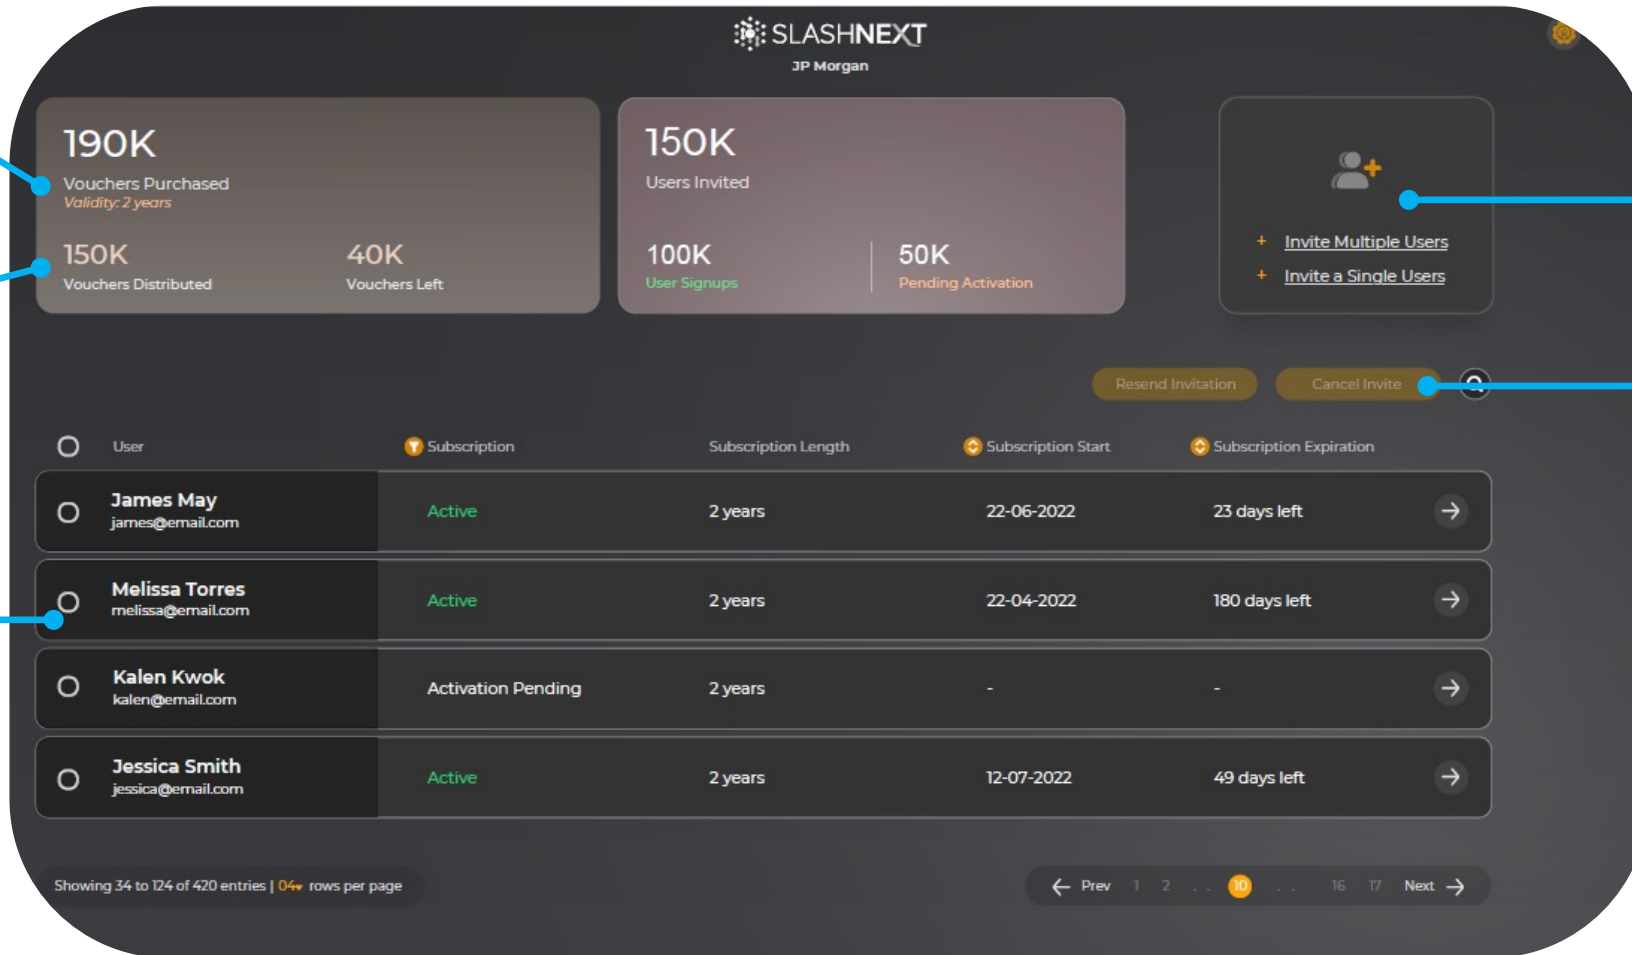 SLASHNEXT
JP Morgan
190K
Vouchers Purchased
Validity: 2 years
150K
Vouchers Distributed
40K
Vouchers Left
150K
Users Invited
100K
User Signups
50K
Pending Activation
+ Invite Multiple Users
+ Invite a Single Users
Resend Invitation
Cancel Invite
User Subscription Subscription Length Subscription Start Subscription Expiration
James May
james@email.com
Active 2 years 22-06-2022 23 days left
Melissa Torres
melissa@email.com
Active 2 years 22-04-2022 180 days left
Kalen Kwok
kalen@email.com
Activation Pending 2 years - -
Jessica Smith
jessica@email.com
Active 2 years 12-07-2022 49 days left
Showing 34 to 124 of 420 entries | 04 rows per page
← Prev 1 2 . . 10 . . 16 17 Next →